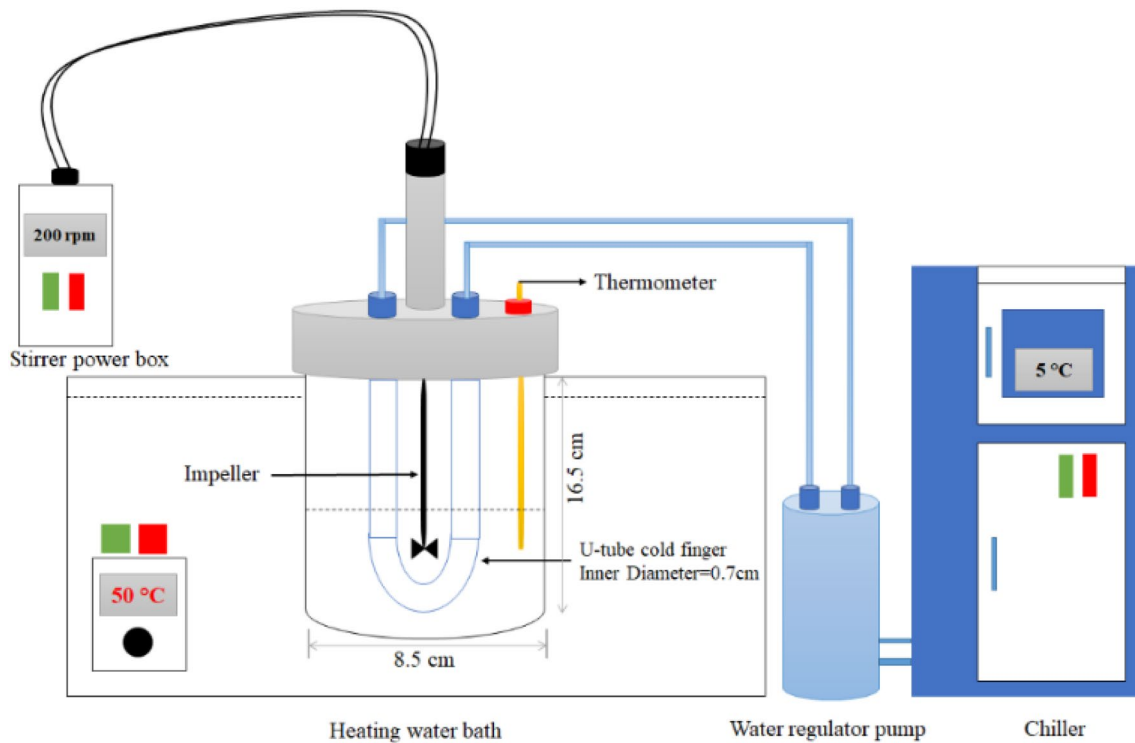 200 rpm
Stirrer power box
Thermometer
5 °C
Impeller
16.5 cm
U-tube cold finger
Inner Diameter=0.7cm
50 °C
8.5 cm
Heating water bath
Water regulator pump
Chiller